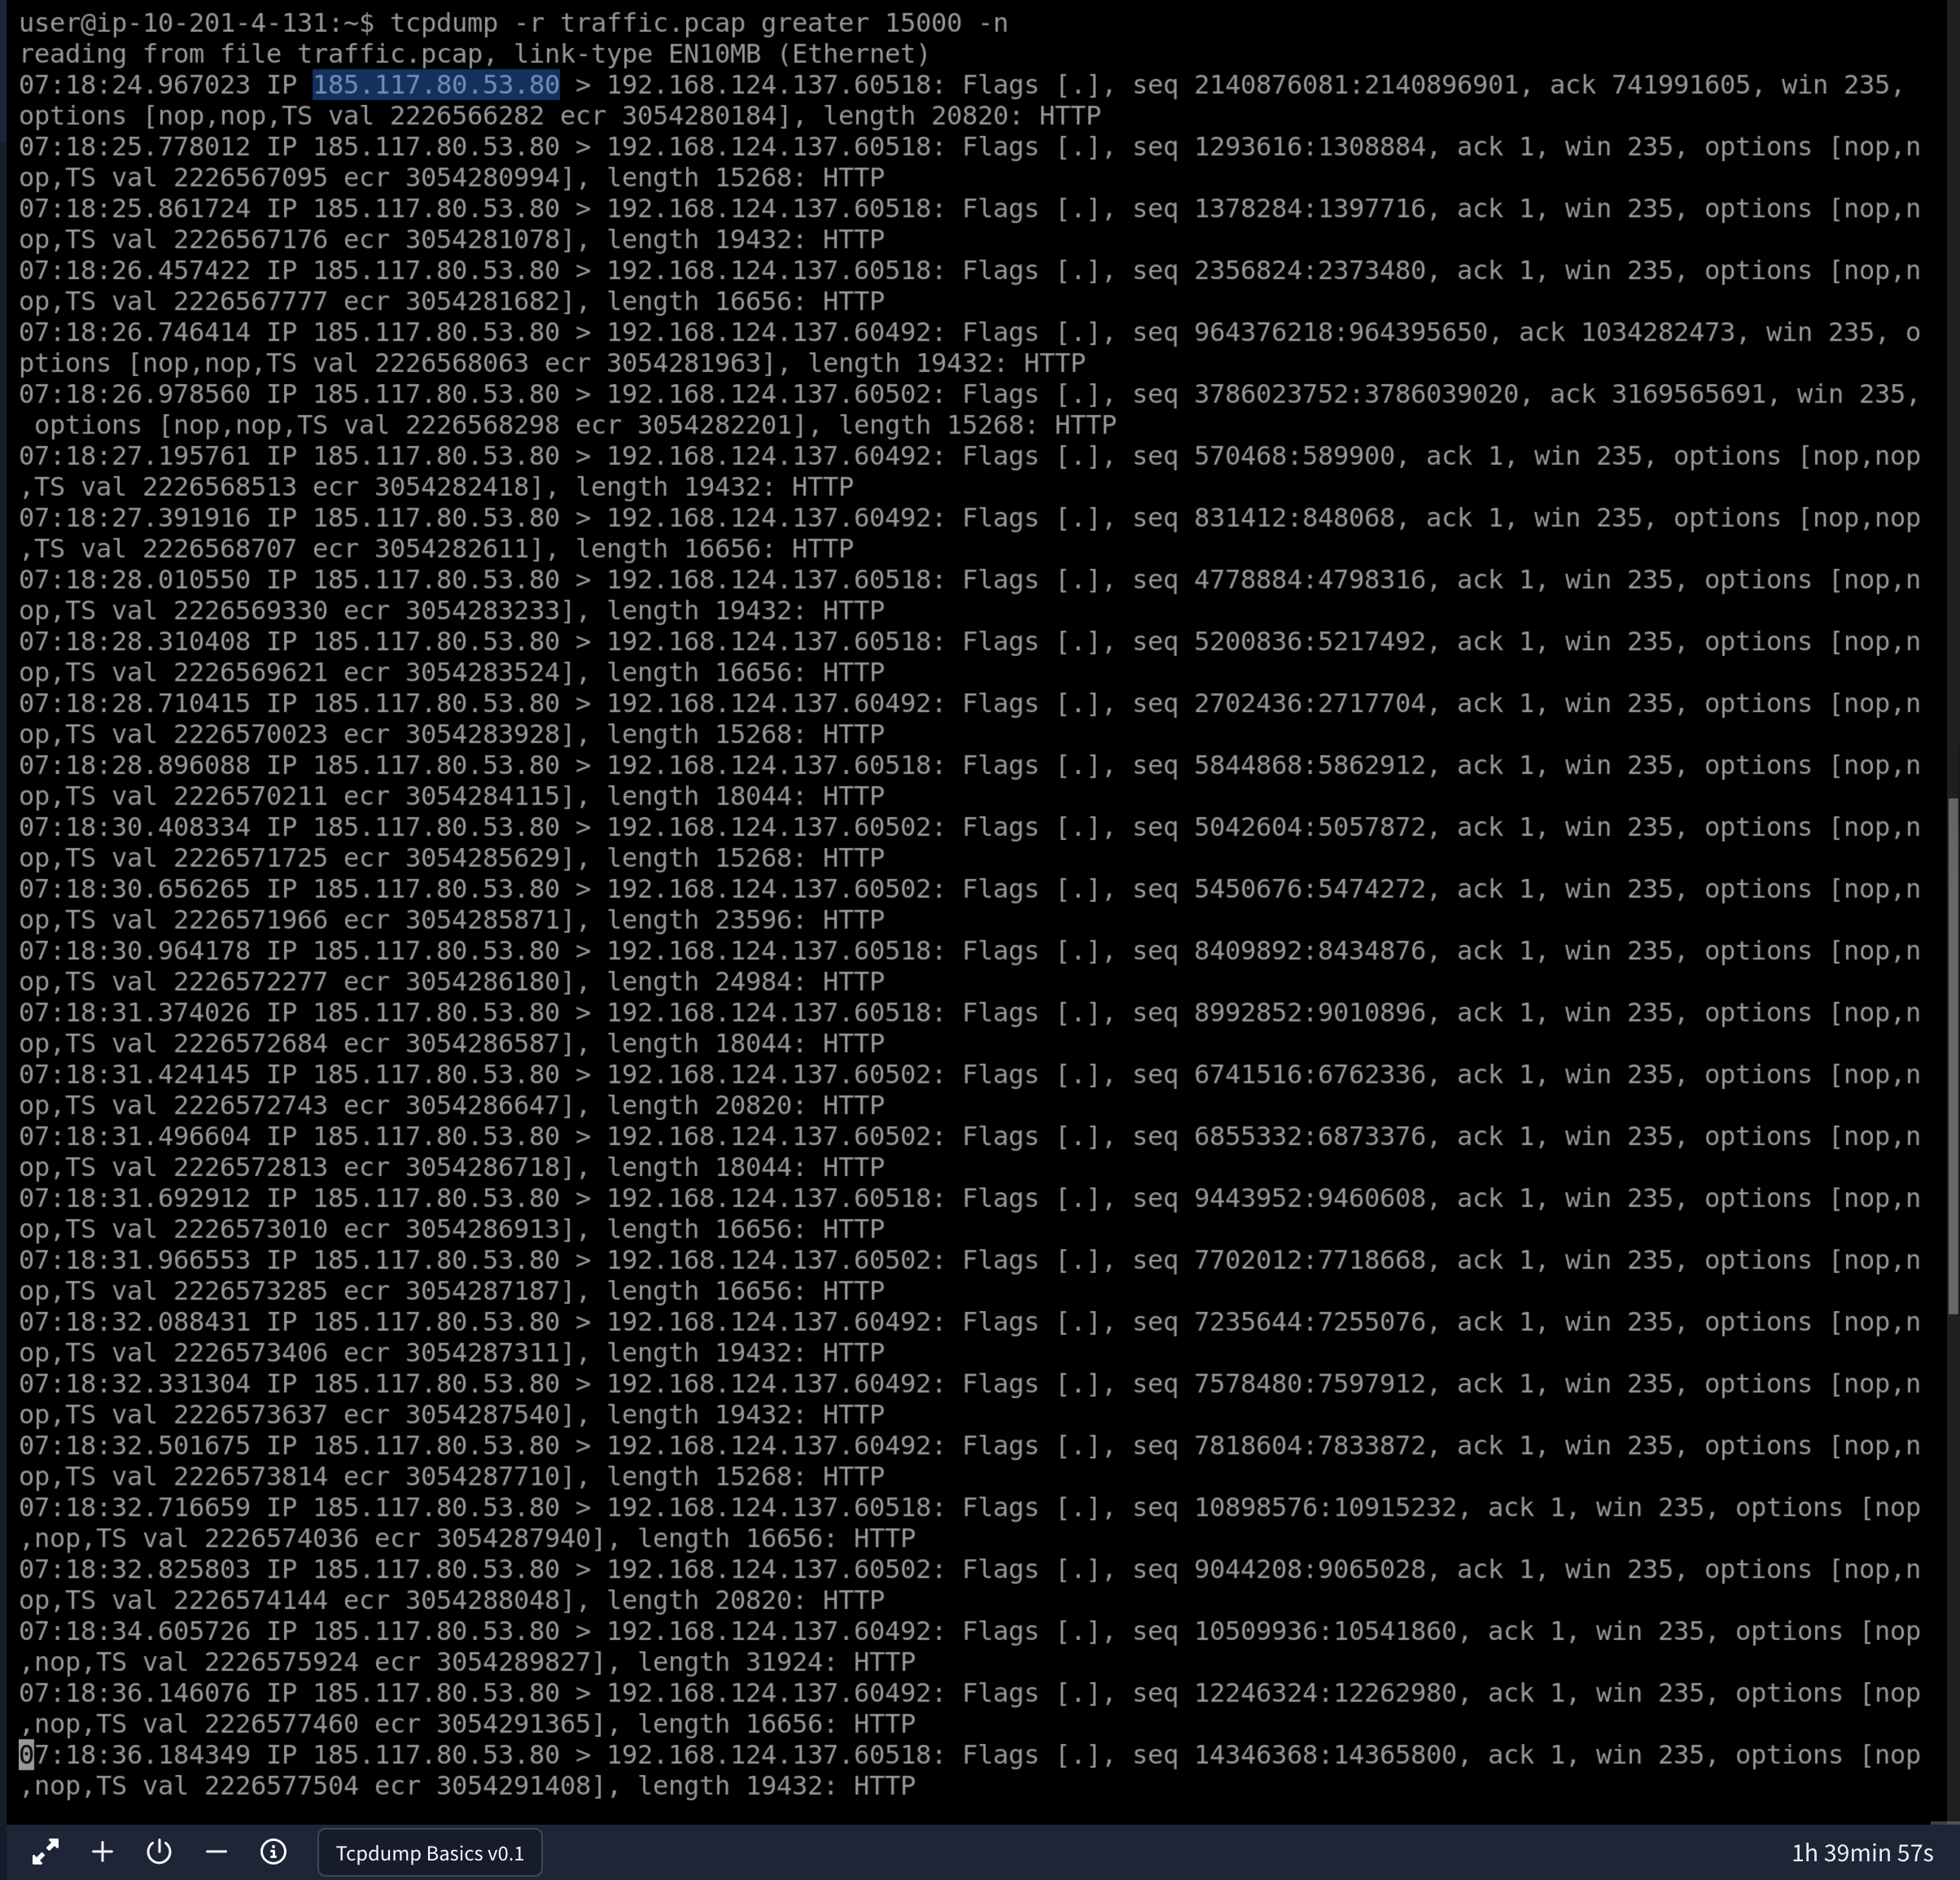 user@ip-10-201-4-131:~$ tcpdump -r traffic.pcap greater 15000 -n
reading from file traffic.pcap, link-type EN10MB (Ethernet)
07:18:24.967023 IP 185.117.80.53.80 > 192.168.124.137.60518: Flags [.], seq 2140876081:2140896901, ack 741991605, win 235,
options [nop,nop,TS val 2226566282 ecr 3054280184], length 20820: HTTP
07:18:25.778012 IP 185.117.80.53.80 > 192.168.124.137.60518: Flags [.], seq 1293616:1308884, ack 1, win 235, options [nop,n
op,TS val 2226567095 ecr 3054280994], length 15268: HTTP
07:18:25.861724 IP 185.117.80.53.80 > 192.168.124.137.60518: Flags [.], seq 1378284:1397716, ack 1, win 235, options [nop,n
op,TS val 2226567176 ecr 3054281078], length 19432: HTTP
07:18:26.457422 IP 185.117.80.53.80 > 192.168.124.137.60518: Flags [.], seq 2356824:2373480, ack 1, win 235, options [nop,n
op,TS val 2226567777 ecr 3054281682], length 16656: HTTP
07:18:26.746414 IP 185.117.80.53.80 > 192.168.124.137.60492: Flags [.], seq 964376218:964395650, ack 1034282473, win 235, o
ptions [nop,nop,TS val 2226568063 ecr 3054281963], length 19432: HTTP
07:18:26.978560 IP 185.117.80.53.80 > 192.168.124.137.60502: Flags [.], seq 3786023752:3786039020, ack 3169565691, win 235,
 options [nop,nop,TS val 2226568298 ecr 3054282201], length 15268: HTTP
07:18:27.195761 IP 185.117.80.53.80 > 192.168.124.137.60492: Flags [.], seq 570468:589900, ack 1, win 235, options [nop,nop
,TS val 2226568513 ecr 3054282418], length 19432: HTTP
07:18:27.391916 IP 185.117.80.53.80 > 192.168.124.137.60492: Flags [.], seq 831412:848068, ack 1, win 235, options [nop,nop
,TS val 2226568707 ecr 3054282611], length 16656: HTTP
07:18:28.010550 IP 185.117.80.53.80 > 192.168.124.137.60518: Flags [.], seq 4778884:4798316, ack 1, win 235, options [nop,n
op,TS val 2226569330 ecr 3054283233], length 19432: HTTP
07:18:28.310408 IP 185.117.80.53.80 > 192.168.124.137.60518: Flags [.], seq 5200836:5217492, ack 1, win 235, options [nop,n
op,TS val 2226569621 ecr 3054283524], length 16656: HTTP
07:18:28.710415 IP 185.117.80.53.80 > 192.168.124.137.60492: Flags [.], seq 2702436:2717704, ack 1, win 235, options [nop,n
op,TS val 2226570023 ecr 3054283928], length 15268: HTTP
07:18:28.896088 IP 185.117.80.53.80 > 192.168.124.137.60518: Flags [.], seq 5844868:5862912, ack 1, win 235, options [nop,n
op,TS val 2226570211 ecr 3054284115], length 18044: HTTP
07:18:30.408334 IP 185.117.80.53.80 > 192.168.124.137.60502: Flags [.], seq 5042604:5057872, ack 1, win 235, options [nop,n
op,TS val 2226571725 ecr 3054285629], length 15268: HTTP
07:18:30.656265 IP 185.117.80.53.80 > 192.168.124.137.60502: Flags [.], seq 5450676:5474272, ack 1, win 235, options [nop,n
op,TS val 2226571966 ecr 3054285871], length 23596: HTTP
07:18:30.964178 IP 185.117.80.53.80 > 192.168.124.137.60518: Flags [.], seq 8409892:8434876, ack 1, win 235, options [nop,n
op,TS val 2226572277 ecr 3054286180], length 24984: HTTP
07:18:31.374026 IP 185.117.80.53.80 > 192.168.124.137.60518: Flags [.], seq 8992852:9010896, ack 1, win 235, options [nop,n
op,TS val 2226572684 ecr 3054286587], length 18044: HTTP
07:18:31.424145 IP 185.117.80.53.80 > 192.168.124.137.60502: Flags [.], seq 6741516:6762336, ack 1, win 235, options [nop,n
op,TS val 2226572743 ecr 3054286647], length 20820: HTTP
07:18:31.496604 IP 185.117.80.53.80 > 192.168.124.137.60502: Flags [.], seq 6855332:6873376, ack 1, win 235, options [nop,n
op,TS val 2226572813 ecr 3054286718], length 18044: HTTP
07:18:31.692912 IP 185.117.80.53.80 > 192.168.124.137.60518: Flags [.], seq 9443952:9460608, ack 1, win 235, options [nop,n
op,TS val 2226573010 ecr 3054286913], length 16656: HTTP
07:18:31.966553 IP 185.117.80.53.80 > 192.168.124.137.60502: Flags [.], seq 7702012:7718668, ack 1, win 235, options [nop,n
op,TS val 2226573285 ecr 3054287187], length 16656: HTTP
07:18:32.088431 IP 185.117.80.53.80 > 192.168.124.137.60492: Flags [.], seq 7235644:7255076, ack 1, win 235, options [nop,n
op,TS val 2226573406 ecr 3054287311], length 19432: HTTP
07:18:32.331304 IP 185.117.80.53.80 > 192.168.124.137.60492: Flags [.], seq 7578480:7597912, ack 1, win 235, options [nop,n
op,TS val 2226573637 ecr 3054287540], length 19432: HTTP
07:18:32.501675 IP 185.117.80.53.80 > 192.168.124.137.60492: Flags [.], seq 7818604:7833872, ack 1, win 235, options [nop,n
op,TS val 2226573814 ecr 3054287710], length 15268: HTTP
07:18:32.716659 IP 185.117.80.53.80 > 192.168.124.137.60518: Flags [.], seq 10898576:10915232, ack 1, win 235, options [nop
,nop,TS val 2226574036 ecr 3054287940], length 16656: HTTP
07:18:32.825803 IP 185.117.80.53.80 > 192.168.124.137.60502: Flags [.], seq 9044208:9065028, ack 1, win 235, options [nop,n
op,TS val 2226574144 ecr 3054288048], length 20820: HTTP
07:18:34.605726 IP 185.117.80.53.80 > 192.168.124.137.60492: Flags [.], seq 10509936:10541860, ack 1, win 235, options [nop
,nop,TS val 2226575924 ecr 3054289827], length 31924: HTTP
07:18:36.146076 IP 185.117.80.53.80 > 192.168.124.137.60492: Flags [.], seq 12246324:12262980, ack 1, win 235, options [nop
,nop,TS val 2226577460 ecr 3054291365], length 16656: HTTP
07:18:36.184349 IP 185.117.80.53.80 > 192.168.124.137.60518: Flags [.], seq 14346368:14365800, ack 1, win 235, options [nop
,nop,TS val 2226577504 ecr 3054291408], length 19432: HTTP
Tcpdump Basics v0.1
1h 39min 57s